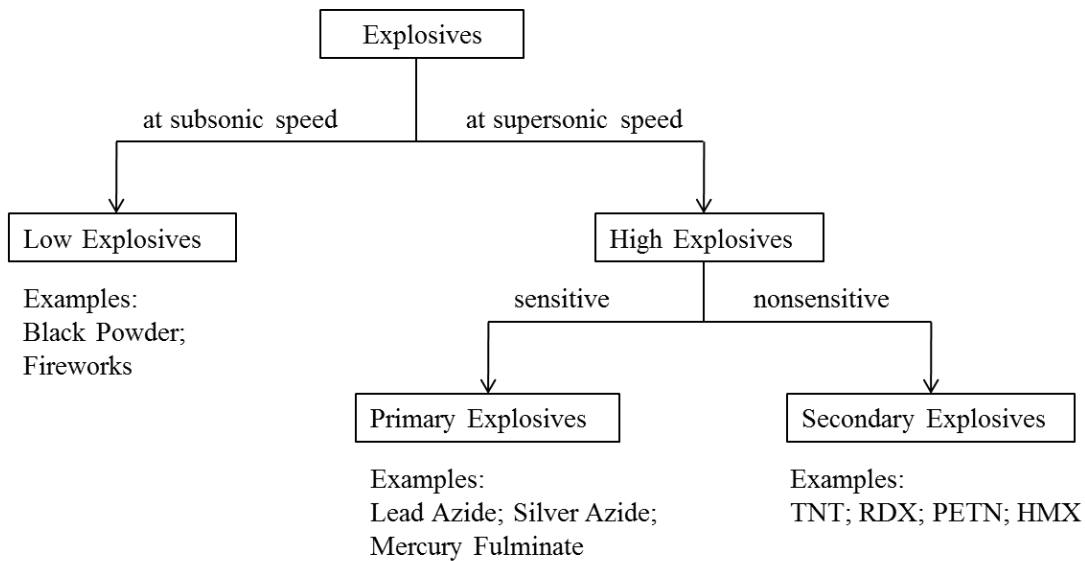 Explosives
at subsonic speed
at supersonic speed
Low Explosives
High Explosives
Examples:
Black Powder;
Fireworks
sensitive
nonsensitive
Primary Explosives
Secondary Explosives
Examples:
Lead Azide; Silver Azide;
Mercury Fulminate
Examples:
TNT; RDX; PETN; HMX